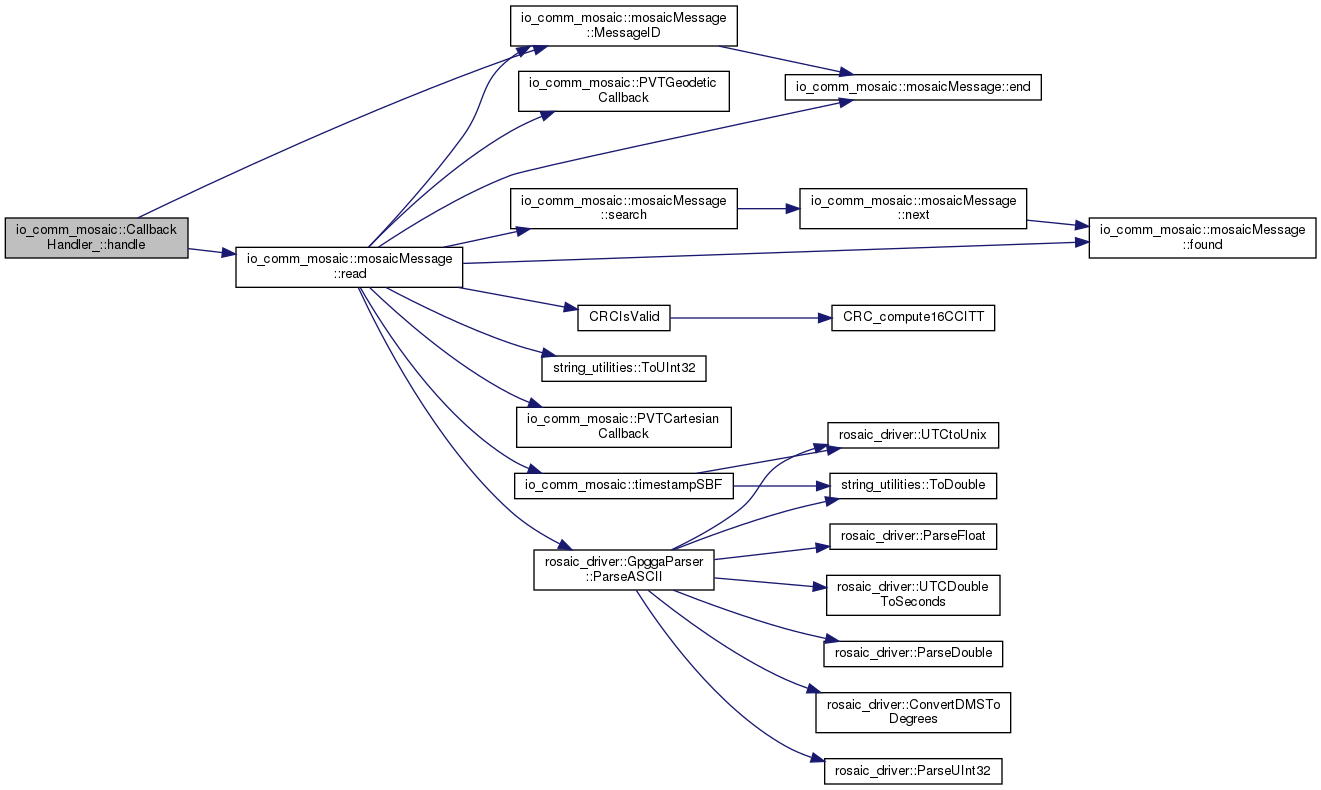 io_comm_mosaic::mosaicMessage
::MessageID
io_comm_mosaic::PVTGeodetic
Callback
io_comm_mosaic::mosaicMessage::end
io_comm_mosaic::mosaicMessage
::search
io_comm_mosaic::mosaicMessage
::next
io_comm_mosaic::Callback
Handler_::handle
io_comm_mosaic::mosaicMessage
::found
io_comm_mosaic::mosaicMessage
::read
CRCIsValid
CRC_compute16CCITT
string_utilities::ToUInt32
io_comm_mosaic::PVTCartesian
Callback
rosaic_driver::UTCtoUnix
io_comm_mosaic::timestampSBF
string_utilities::ToDouble
rosaic_driver::ParseFloat
rosaic_driver::GpggaParser
::ParseASCII
rosaic_driver::UTCDouble
ToSeconds
rosaic_driver::ParseDouble
rosaic_driver::ConvertDMSTo
Degrees
rosaic_driver::ParseUInt32